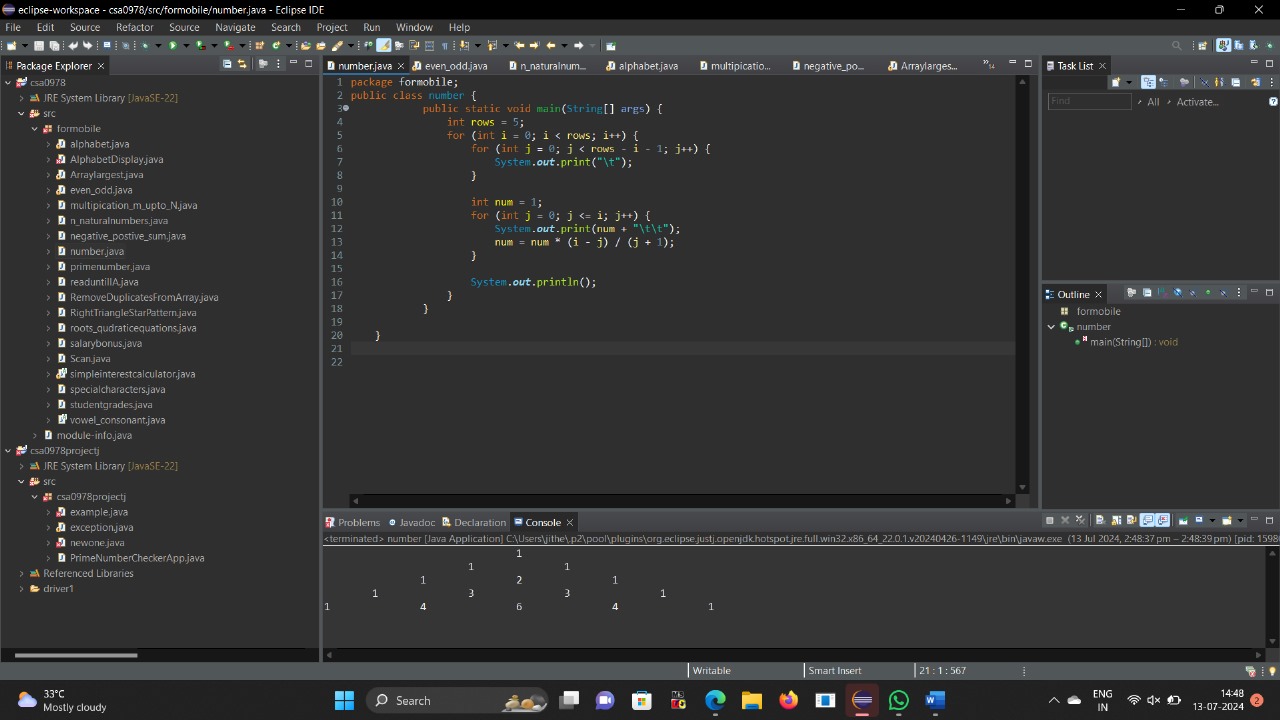 eclipse-workspace - csa0978/src/formobile/number.java - Eclipse IDE
File Edit Source Refactor Source Navigate Search Project Run Window Help
Package Explorer
csa0978
JRE System Library [JavaSE-22]
src
formobile
alphabet.java
AlphabetDisplay.java
Arraylargest.java
even_odd.java
multipication_m_upto_N.java
n_naturalnumbers.java
negative_postive_sum.java
number.java
primenumber.java
readuntillA.java
RemoveDuplicatesFromArray.java
RightTriangleStarPattern.java
roots_qudraticequations.java
salarybonus.java
Scan.java
simpleinterestcalculator.java
specialcharacters.java
studentgrades.java
vowel_consonant.java
module-info.java
csa0978projectj
JRE System Library [JavaSE-22]
src
csa0978projectj
example.java
exception.java
newone.java
PrimeNumberCheckerApp.java
Referenced Libraries
driver1
number.java even_odd.java n_naturalnum... alphabet.java multipicatio... negative_po... Arraylarges... »14
1 package formobile;
2 public class number {
3 public static void main(String[] args) {
4 int rows = 5;
5 for (int i = 0; i < rows; i++) {
6 for (int j = 0; j < rows - i - 1; j++) {
7 System.out.print("\t");
8 }
9
10 int num = 1;
11 for (int j = 0; j <= i; j++) {
12 System.out.print(num + "\t\t");
13 num = num * (i - j) / (j + 1);
14 }
15
16 System.out.println();
17 }
18 }
19
20 }
21
22
Task List
Find All Activate...
Outline
formobile
number
main(String[]) : void
Problems Javadoc Declaration Console
<terminated> number [Java Application] C:\Users\jithe\.p2\pool\plugins\org.eclipse.justj.openjdk.hotspot.jre.full.win32.x86_64_22.0.1.v20240426-1149\jre\bin\javaw.exe (13 Jul 2024, 2:48:37 pm – 2:48:39 pm) [pid: 1598
1
1 1
1 2 1
1 3 3 1
1 4 6 4 1
Writable Smart Insert 21 : 1 : 567
33°C
Mostly cloudy
Search
ENG
IN
14:48
13-07-2024
2